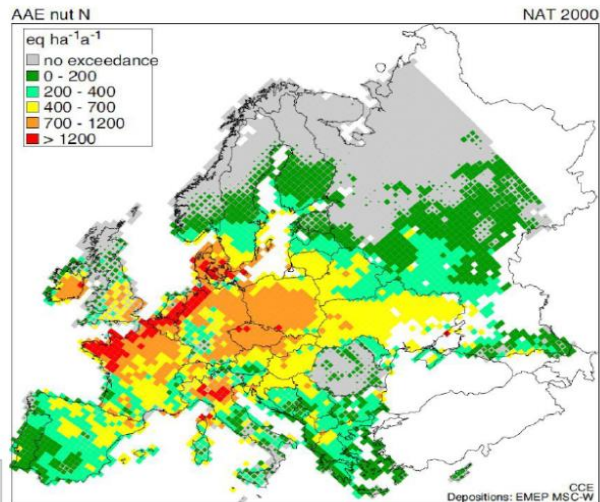 AAE nut N NAT 2000
eq ha⁻¹a⁻¹
no exceedance
0 - 200
200 - 400
400 - 700
700 - 1200
> 1200
CCE
Depositions: EMEP MSC-W